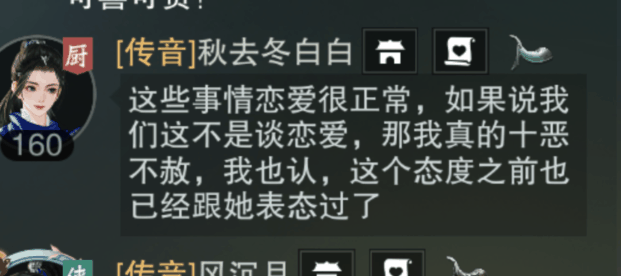 厨
[传音]秋去冬白白
160
这些事情恋爱很正常，如果说我
们这不是谈恋爱，那我真的十恶
不赦，我也认，这个态度之前也
已经跟她表态过了
[传音]风沉月